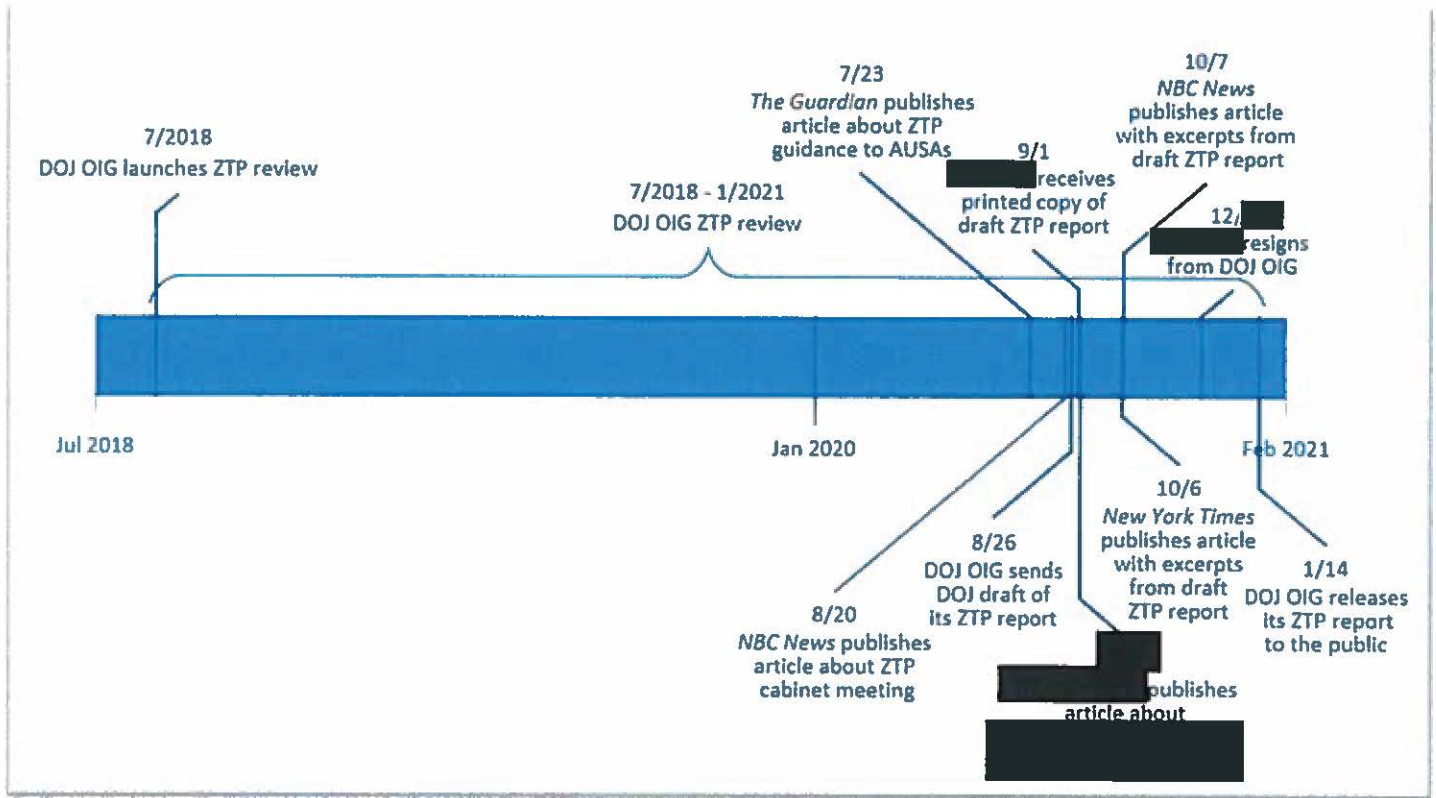 7/2018
DOJ OIG launches ZTP review
7/2018 - 1/2021
DOJ OIG ZTP review
7/23
The Guardian publishes
article about ZTP
guidance to AUSAs
9/1
receives
printed copy of
draft ZTP report
10/7
NBC News
publishes article
with excerpts from
draft ZTP report
12/
resigns
from DOJ OIG
Jul 2018
Jan 2020
Feb 2021
8/20
NBC News publishes
article about ZTP
cabinet meeting
8/26
DOJ OIG sends
DOJ draft of
its ZTP report
publishes
article about
10/6
New York Times
publishes article
with excerpts
from draft
ZTP report
1/14
DOJ OIG releases
its ZTP report
to the public